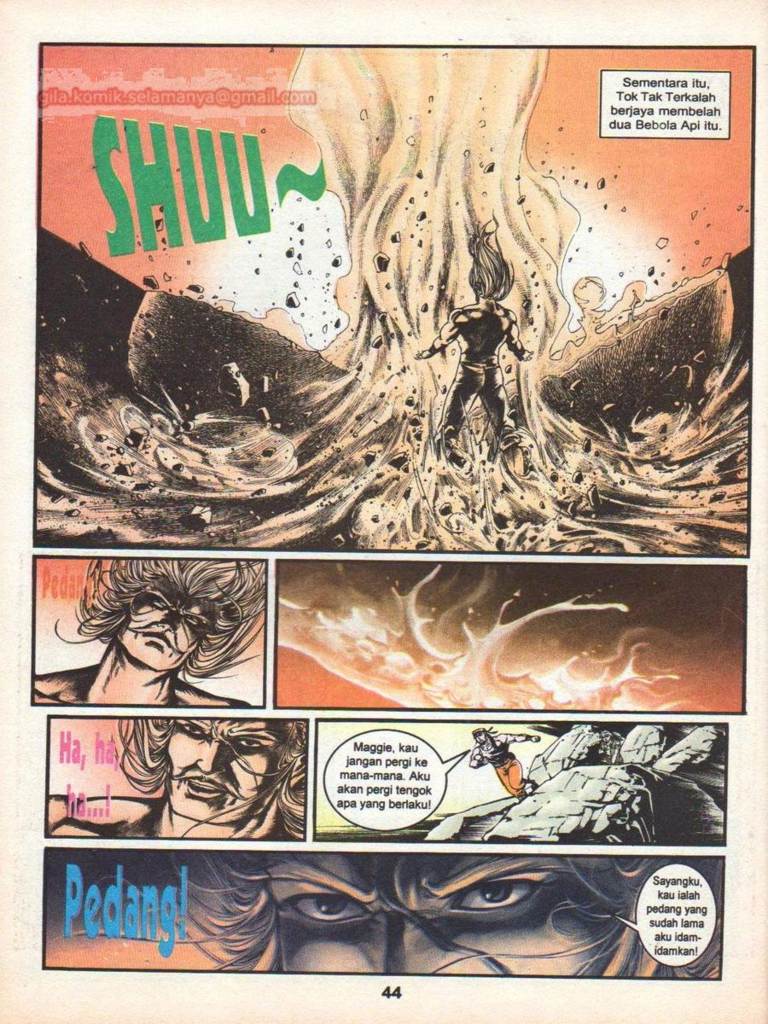 gila.komik.selamanya@gmail.com
Sementara itu,
Tok Tak Terkalah
berjaya membelah
dua Bebola Api itu.
SHUU~
Pedang
Ha, ha,
ha...!
Maggie, kau
jangan pergi ke
mana-mana. Aku
akan pergi tengok
apa yang berlaku!
Pedang!
Sayangku,
kau ialah
pedang yang
sudah lama
aku idam-
idamkan!
44